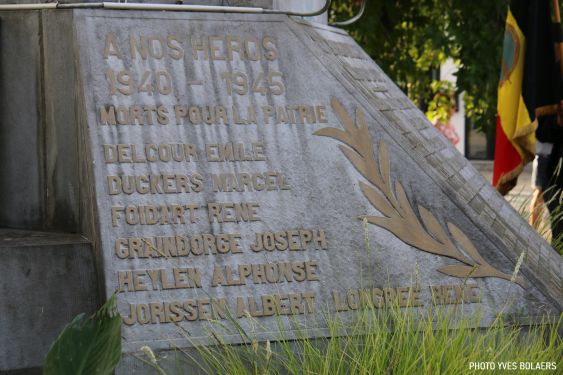 A NOS HEROS
1940 - 1945
MORTS POUR LA PATRIE
DELCOUR EMILE
DUCKERS MARCEL
FOIDART RENE
GRAINDORGE JOSEPH
HEYLEN ALPHONSE
JORISSEN ALBERT LONGREE RENE
PHOTO YVES BOLAERS